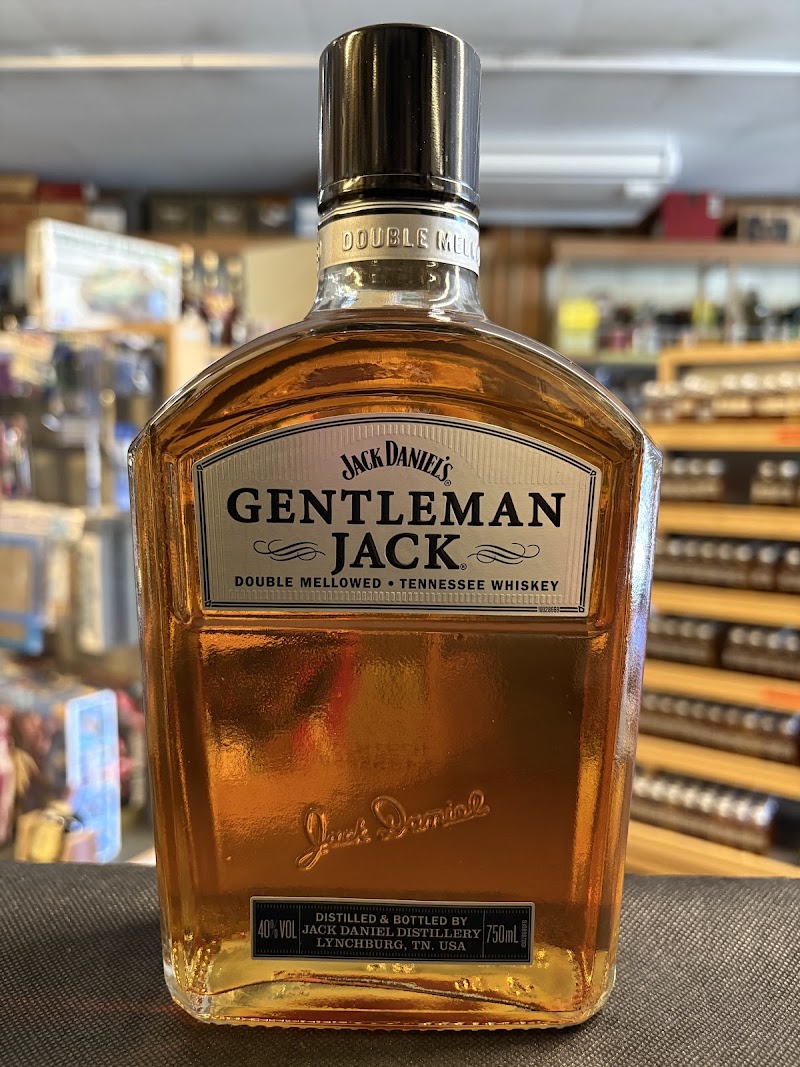 DOUBLE
JACK DANIEL'S®
GENTLEMAN
JACK®
DOUBLE MELLOWED • TENNESSEE WHISKEY
Jack Daniel
40% VOL
DISTILLED & BOTTLED BY
JACK DANIEL DISTILLERY
LYNCHBURG, TN. USA
750mL